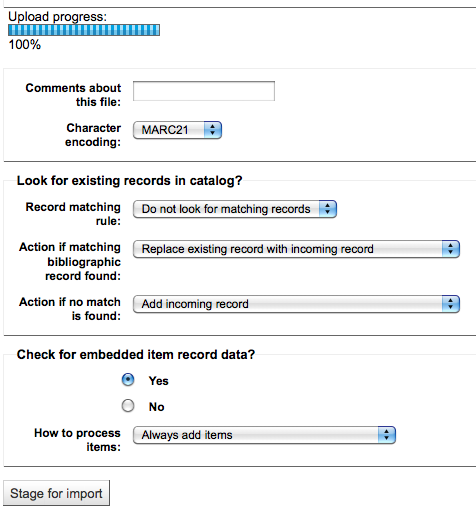 Upload progress:
100%
Comments about
this file:
Character
encoding:
MARC21
Look for existing records in catalog?
Record matching
rule:
Do not look for matching records
Action if matching
bibliographic
record found:
Replace existing record with incoming record
Action if no match
is found:
Add incoming record
Check for embedded item record data?
Yes
No
How to process
items:
Always add items
Stage for import